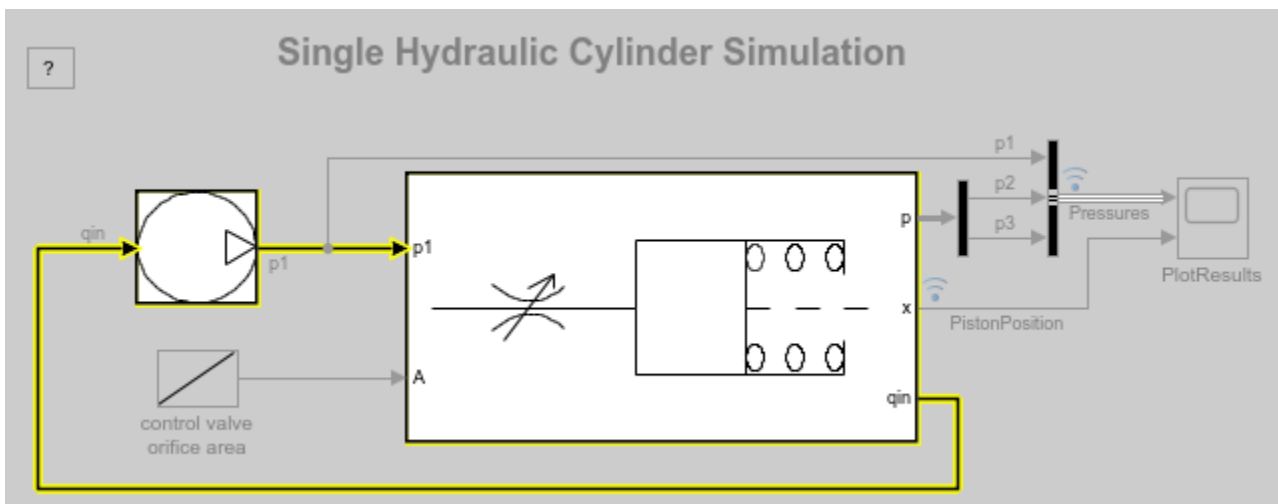 Single Hydraulic Cylinder Simulation
?
p1
p2
p
Pressures
p3
PlotResults
qin
p1
p1
x
PistonPosition
A
qin
control valve
orifice area